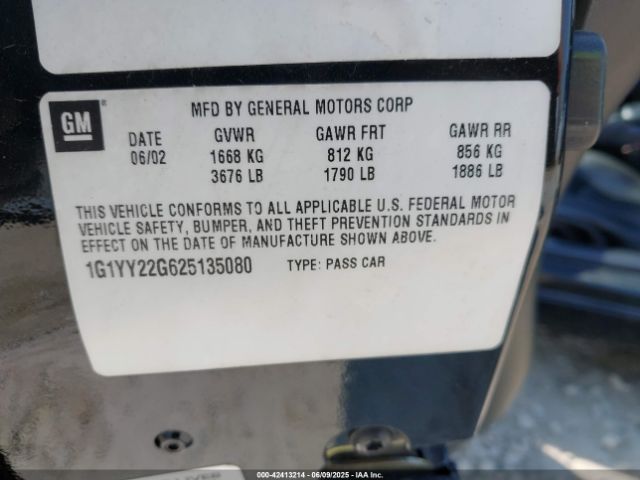 GM
®
MFD BY GENERAL MOTORS CORP
DATE GVWR GAWR FRT GAWR RR
06/02 1668 KG 812 KG 856 KG
3676 LB 1790 LB 1886 LB
THIS VEHICLE CONFORMS TO ALL APPLICABLE U.S. FEDERAL MOTOR
VEHICLE SAFETY, BUMPER, AND THEFT PREVENTION STANDARDS IN
EFFECT ON THE DATE OF MANUFACTURE SHOWN ABOVE.
1G1YY22G625135080 TYPE: PASS CAR
000-42413214 - 06/09/2025 - IAA Inc.